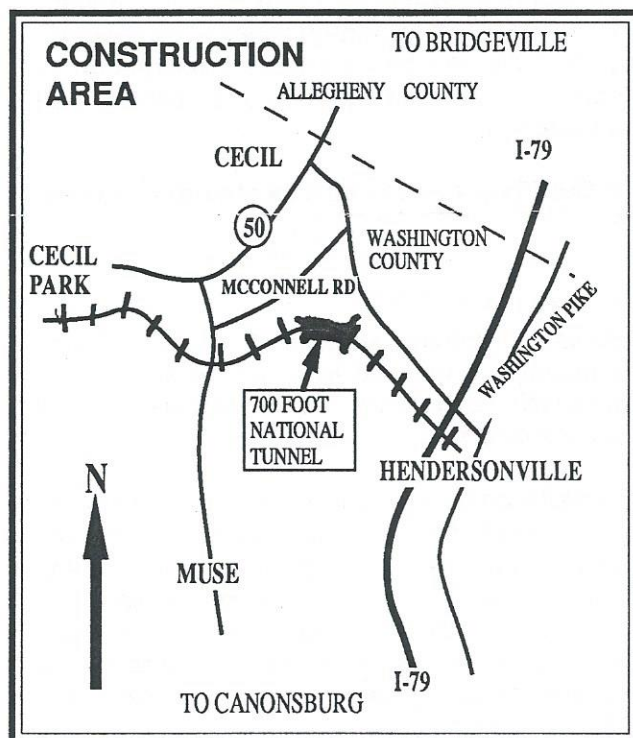 CONSTRUCTION
AREA
TO BRIDGEVILLE
ALLEGHENY COUNTY
CECIL
I-79
50
WASHINGTON
COUNTY
CECIL
PARK
MCCONNELL RD
WASHINGTON PIKE
700 FOOT
NATIONAL
TUNNEL
HENDERSONVILLE
N
MUSE
I-79
TO CANONSBURG